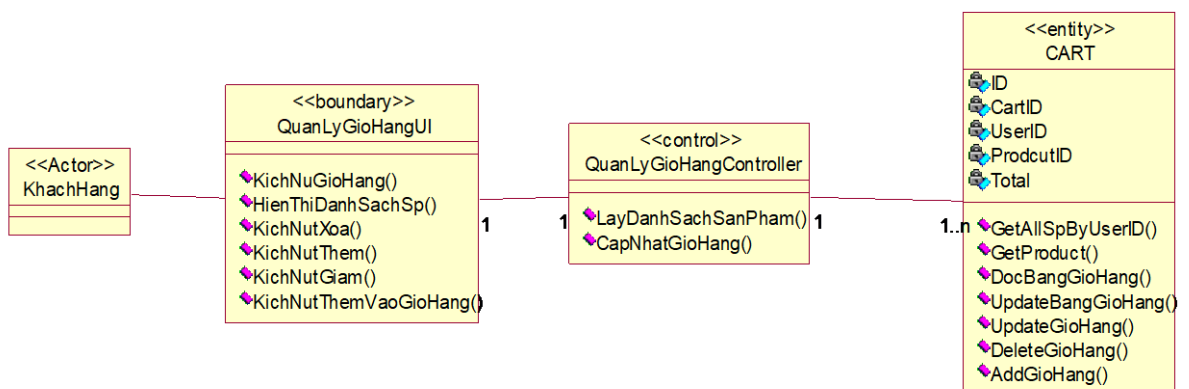 <<Actor>>
KhachHang
<<boundary>>
QuanLyGioHangUI
KichNuGioHang()
HienThiDanhSachSp()
KichNutXoa()
KichNutThem()
KichNutGiam()
KichNutThemVaoGioHang()
1
1
<<control>>
QuanLyGioHangController
LayDanhSachSanPham()
CapNhatGioHang()
1
1..n
<<entity>>
CART
ID
CartID
UserID
ProdcutID
Total
GetAllSpByUserID()
GetProduct()
DocBangGioHang()
UpdateBangGioHang()
UpdateGioHang()
DeleteGioHang()
AddGioHang()